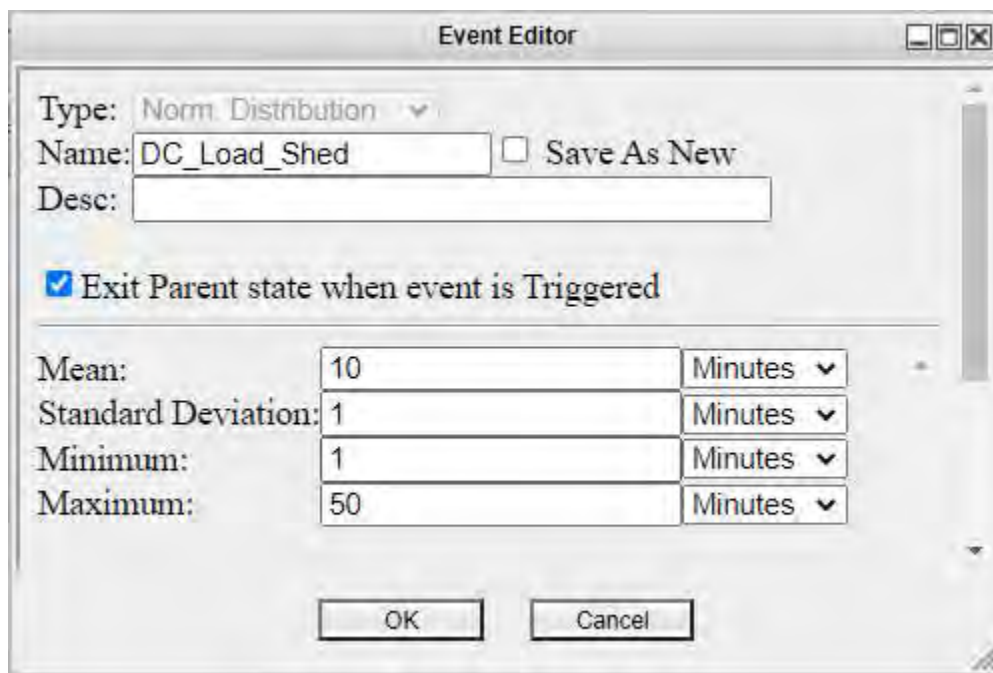 Event Editor
Type: Norm. Distribution
Name: DC_Load_Shed Save As New
Desc:
Exit Parent state when event is Triggered
Mean: 10 Minutes
Standard Deviation: 1 Minutes
Minimum: 1 Minutes
Maximum: 50 Minutes
OK Cancel